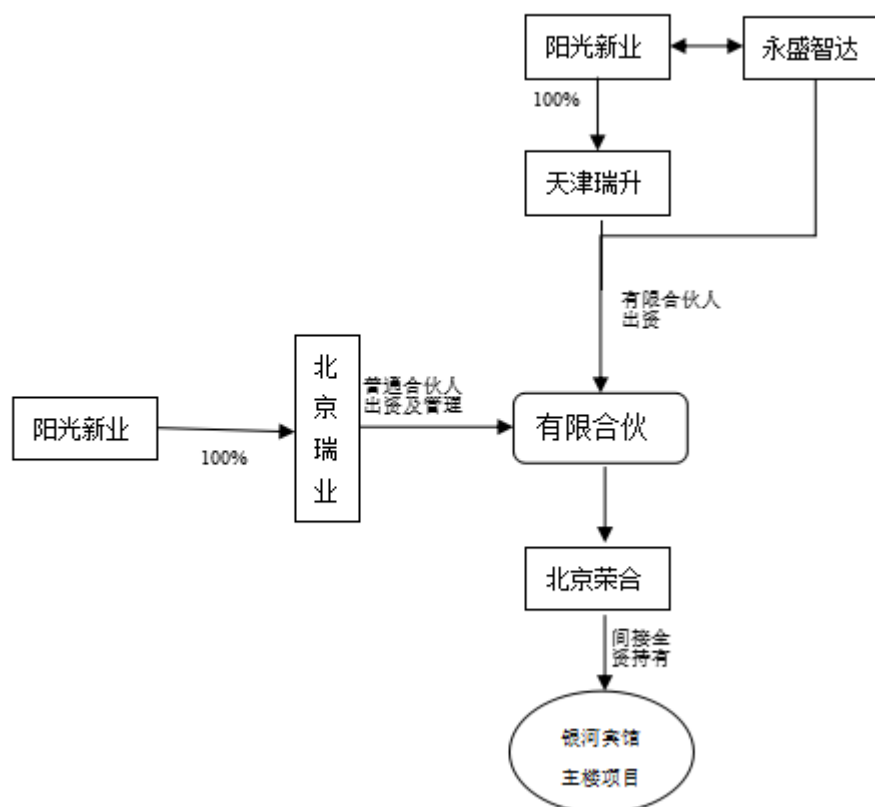 阳光新业
永盛智达
100%
天津瑞升
有限合伙人
出资
北
京
瑞
业
普通合伙人
出资及管理
阳光新业
100%
有限合伙
北京荣合
间接全
资持有
银河宾馆
主楼项目